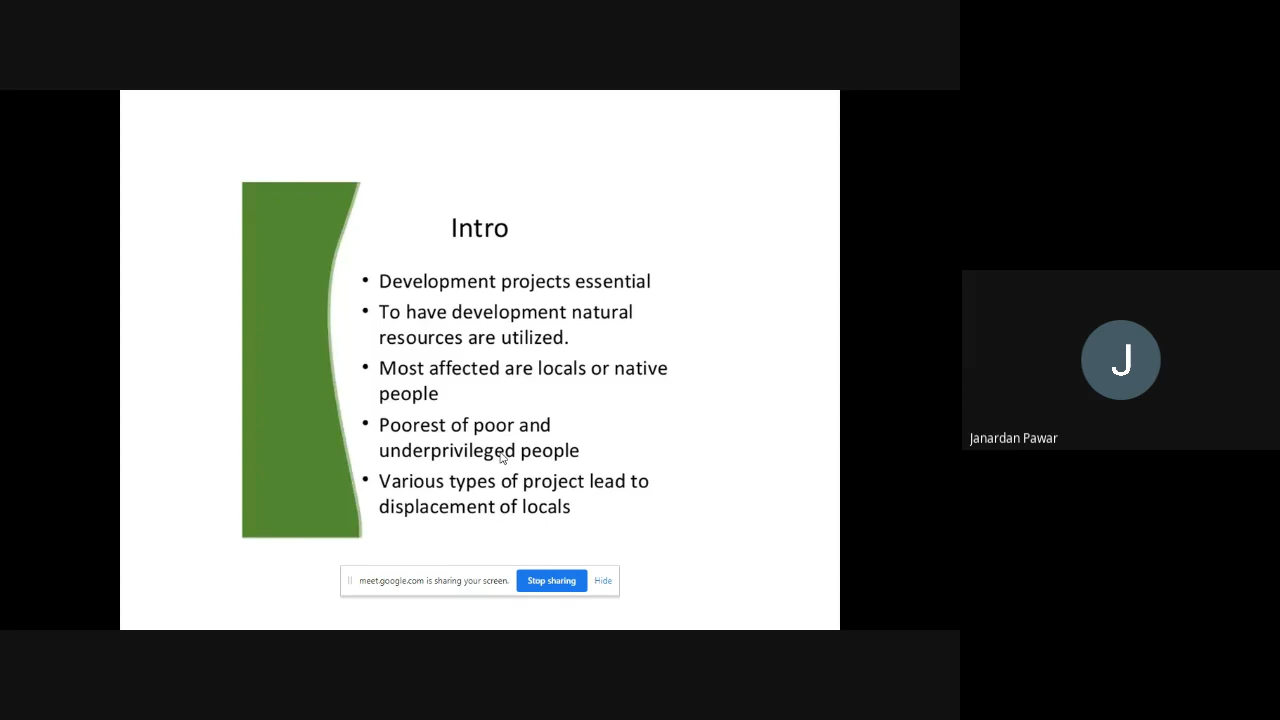 Intro
• Development projects essential
• To have development natural
resources are utilized.
• Most affected are locals or native
people
• Poorest of poor and
underprivileged people
• Various types of project lead to
displacement of locals
meet.google.com is sharing your screen. Stop sharing Hide
J
Janardan Pawar